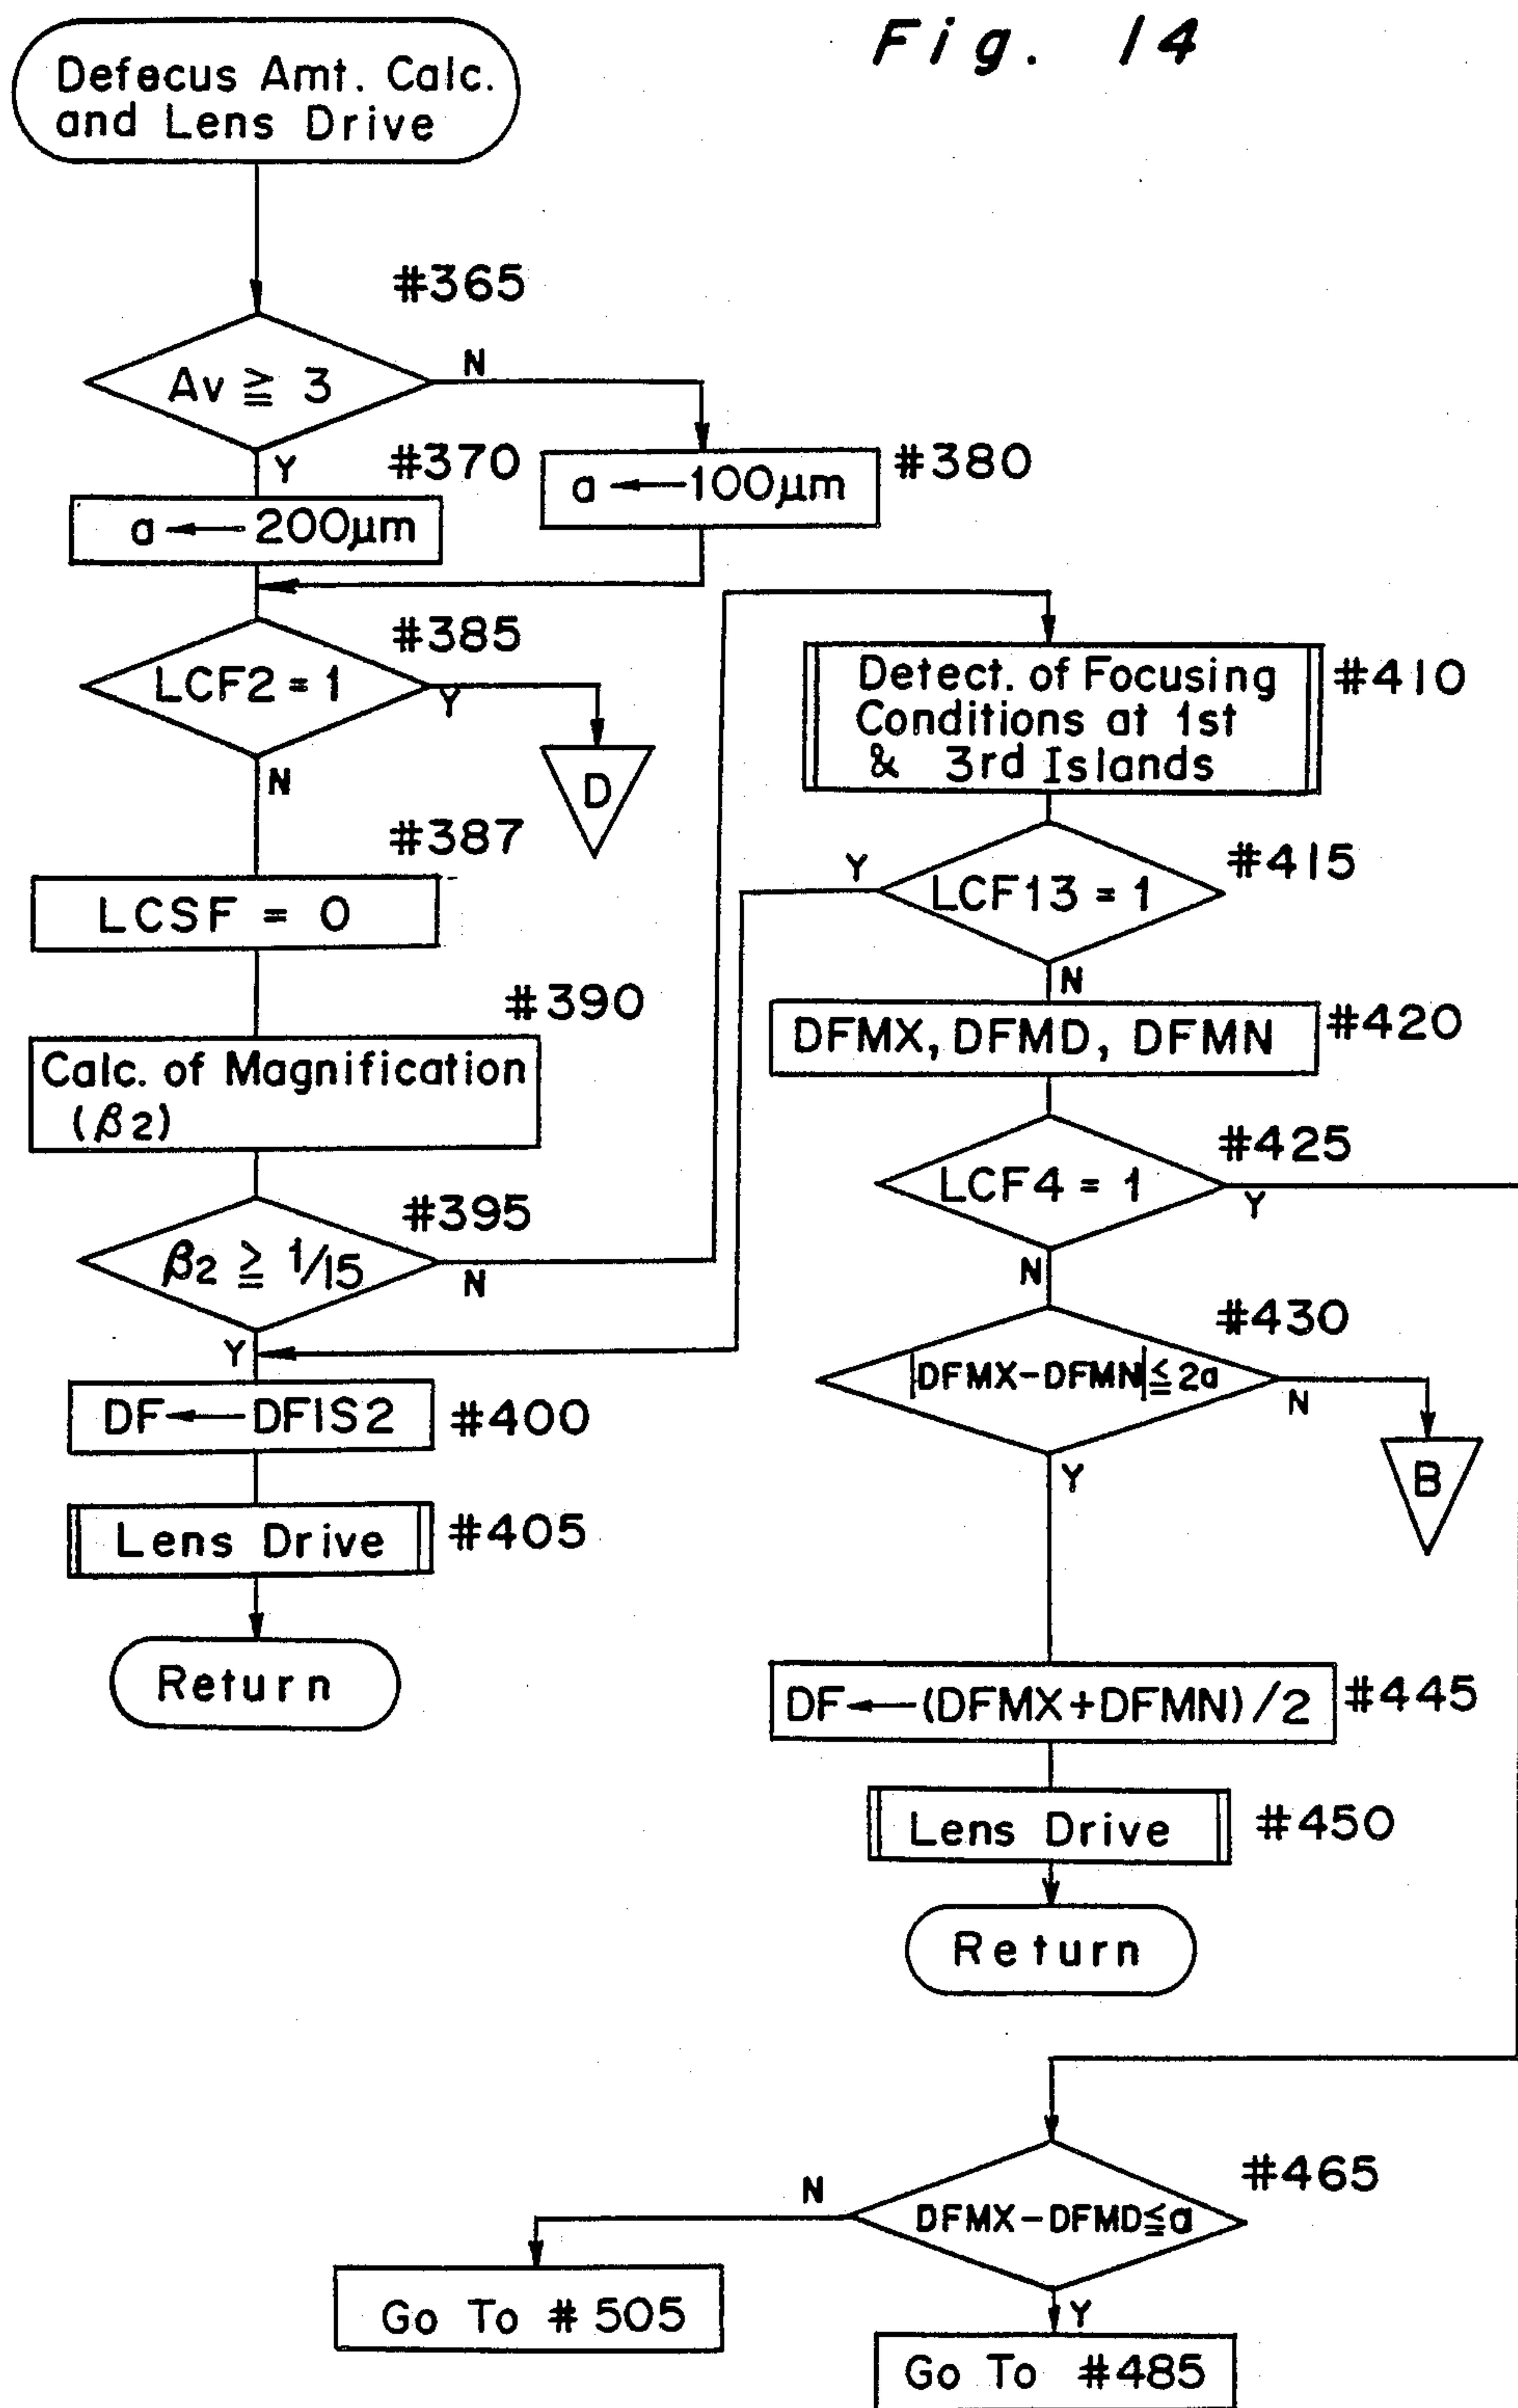 Fig. 14
Defocus Amt. Calc.
and Lens Drive
#365
Av ≧ 3
N
Y
#370
a ← 200μm
a ← 100μm
#380
#385
LCF2 = 1
Y
D
N
#387
LCSF = 0
#390
Calc. of Magnification
(β2)
#395
β2 ≧ 1/15
N
Y
DF ← DFIS2
#400
Lens Drive
#405
Return
Detect. of Focusing
Conditions at 1st
& 3rd Islands
#410
#415
Y
LCF13 = 1
N
DFMX, DFMD, DFMN
#420
#425
LCF4 = 1
Y
N
#430
|DFMX-DFMN| ≦ 2a
N
B
Y
DF ← (DFMX+DFMN)/2
#445
Lens Drive
#450
Return
#465
N
DFMX-DFMD ≦ a
Go To #505
Y
Go To #485